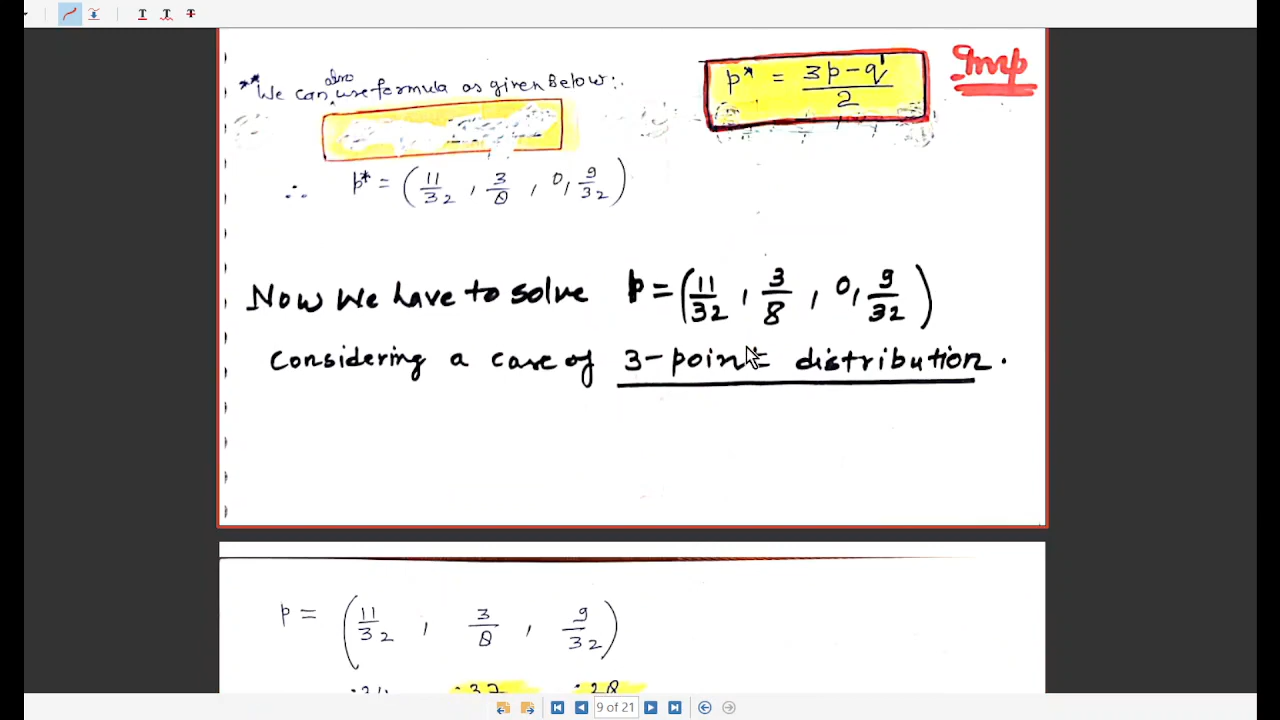 p* = (3p - q')/2
Imp
** We can also use formula as given Below:.
∴ p* = (11/32, 3/8, 0, 9/32)
Now We have to solve p = (11/32, 3/8, 0, 9/32)
Considering a case of 3-point distribution.
p = (11/32, 3/8, 9/32)
9 of 21